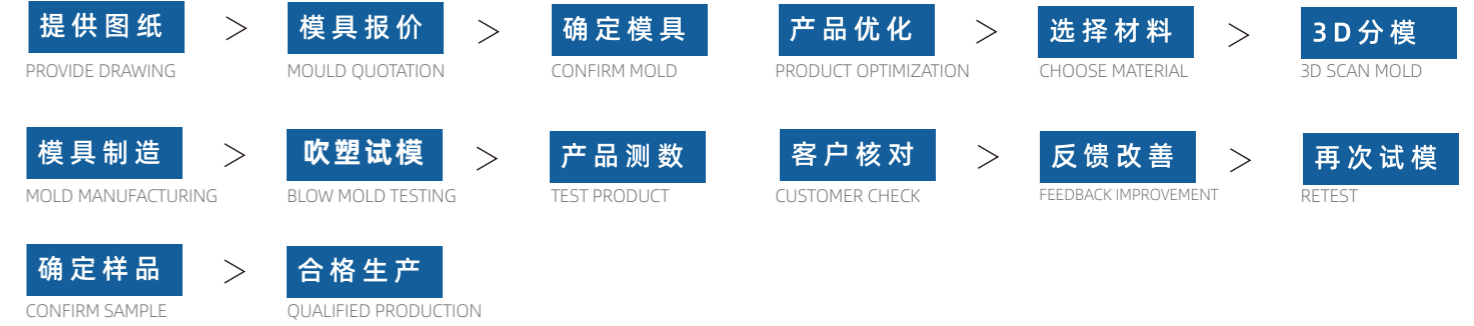 提供图纸 > 模具报价 > 确定模具 产品优化 > 选择材料 > 3D分模
PROVIDE DRAWING MOULD QUOTATION CONFIRM MOLD PRODUCT OPTIMIZATION CHOOSE MATERIAL 3D SCAN MOLD
模具制造 > 吹塑试模 > 产品测数 客户核对 > 反馈改善 > 再次试模
MOLD MANUFACTURING BLOW MOLD TESTING TEST PRODUCT CUSTOMER CHECK FEEDBACK IMPROVEMENT RETEST
确定样品 > 合格生产
CONFIRM SAMPLE QUALIFIED PRODUCTION